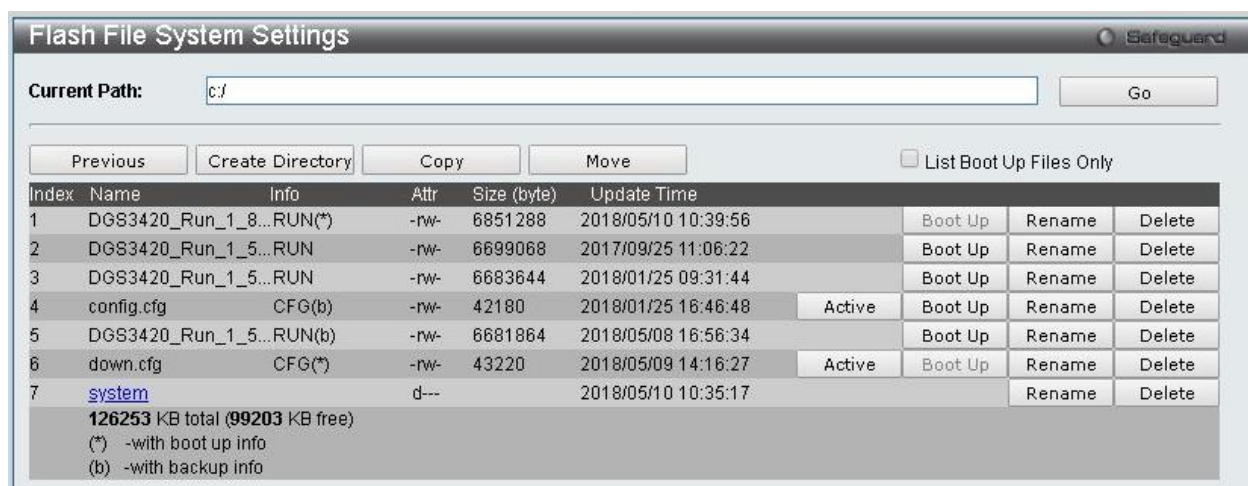 Flash File System Settings
Safeguard
Current Path: c:/ Go
Previous Create Directory Copy Move List Boot Up Files Only
Index Name Info Attr Size (byte) Update Time
1 DGS3420_Run_1_8... RUN(*) -rw- 6851288 2018/05/10 10:39:56 Boot Up Rename Delete
2 DGS3420_Run_1_5... RUN -rw- 6699068 2017/09/25 11:06:22 Boot Up Rename Delete
3 DGS3420_Run_1_5... RUN -rw- 6683644 2018/01/25 09:31:44 Boot Up Rename Delete
4 config.cfg CFG(b) -rw- 42180 2018/01/25 16:46:48 Active Boot Up Rename Delete
5 DGS3420_Run_1_5... RUN(b) -rw- 6681864 2018/05/08 16:56:34 Boot Up Rename Delete
6 down.cfg CFG(*) -rw- 43220 2018/05/09 14:16:27 Active Boot Up Rename Delete
7 system d--- 2018/05/10 10:35:17 Rename Delete
126253 KB total (99203 KB free)
(*) -with boot up info
(b) -with backup info